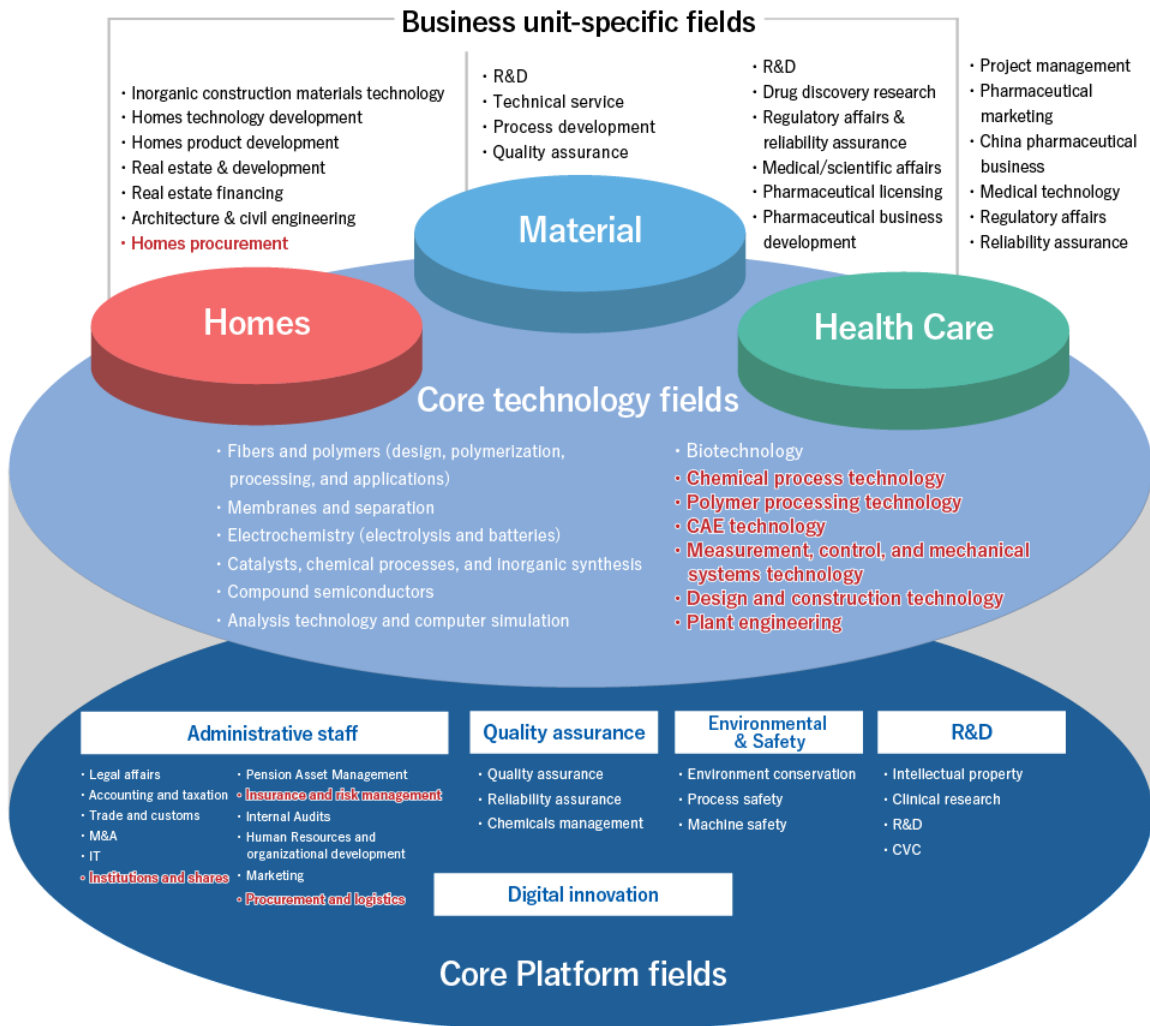 Business unit-specific fields
・Inorganic construction materials technology
・Homes technology development
・Homes product development
・Real estate & development
・Real estate financing
・Architecture & civil engineering
・Homes procurement
・R&D
・Technical service
・Process development
・Quality assurance
・R&D
・Drug discovery research
・Regulatory affairs &
reliability assurance
・Medical/scientific affairs
・Pharmaceutical licensing
・Pharmaceutical business
development
・Project management
・Pharmaceutical
marketing
・China pharmaceutical
business
・Medical technology
・Regulatory affairs
・Reliability assurance
Homes
Material
Health Care
Core technology fields
・Fibers and polymers (design, polymerization,
processing, and applications)
・Membranes and separation
・Electrochemistry (electrolysis and batteries)
・Catalysts, chemical processes, and inorganic synthesis
・Compound semiconductors
・Analysis technology and computer simulation
・Biotechnology
・Chemical process technology
・Polymer processing technology
・CAE technology
・Measurement, control, and mechanical
systems technology
・Design and construction technology
・Plant engineering
Administrative staff
・Legal affairs
・Accounting and taxation
・Trade and customs
・M&A
・IT
・Institutions and shares
・Pension Asset Management
・Insurance and risk management
・Internal Audits
・Human Resources and
organizational development
・Marketing
・Procurement and logistics
Quality assurance
・Quality assurance
・Reliability assurance
・Chemicals management
Environmental
& Safety
・Environment conservation
・Process safety
・Machine safety
R&D
・Intellectual property
・Clinical research
・R&D
・CVC
Digital innovation
Core Platform fields